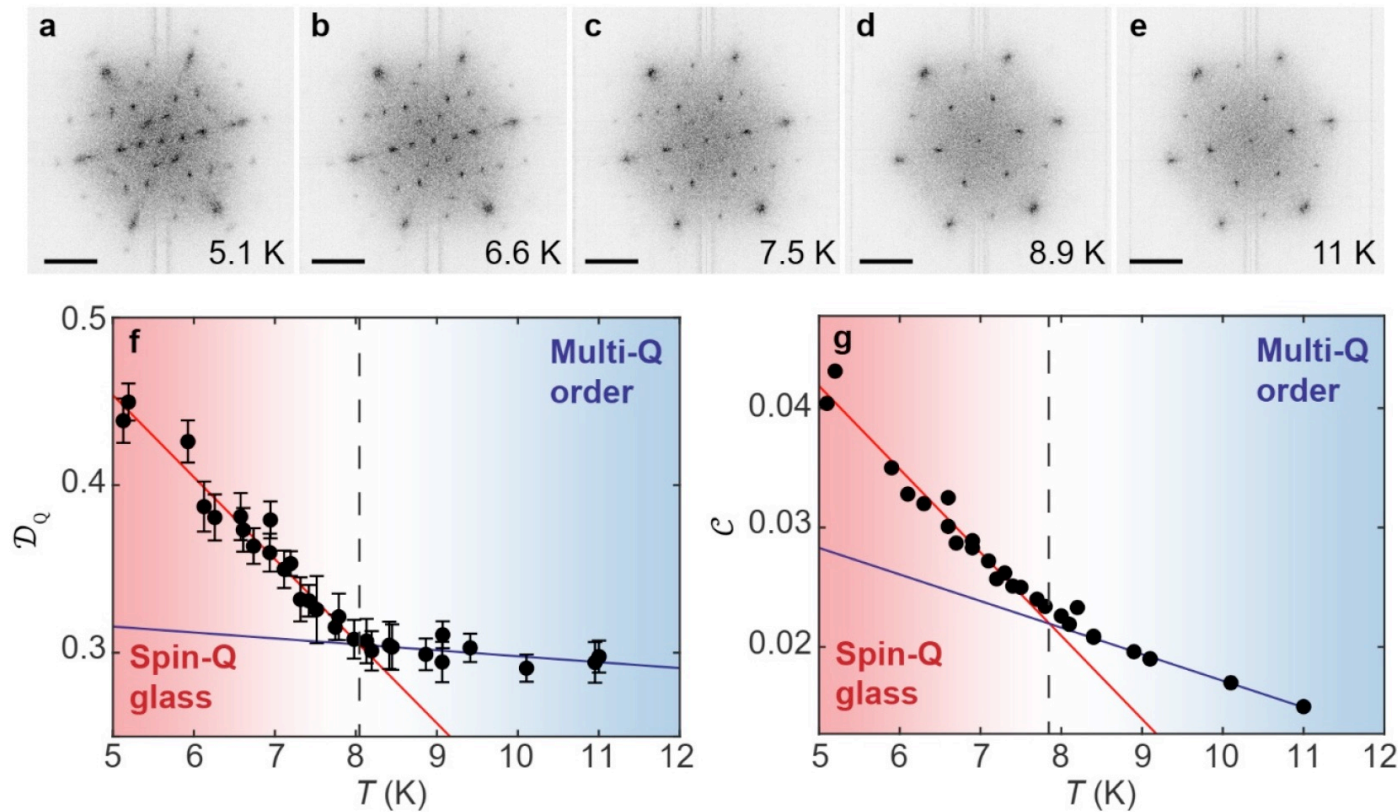 a
b
c
d
e
5.1 K
6.6 K
7.5 K
8.9 K
11 K
0.5
0.4
0.3
𝒟Q
f
Multi-Q
order
Spin-Q
glass
5 6 7 8 9 10 11 12
T (K)
0.04
0.03
0.02
𝒞
g
Multi-Q
order
Spin-Q
glass
5 6 7 8 9 10 11 12
T (K)